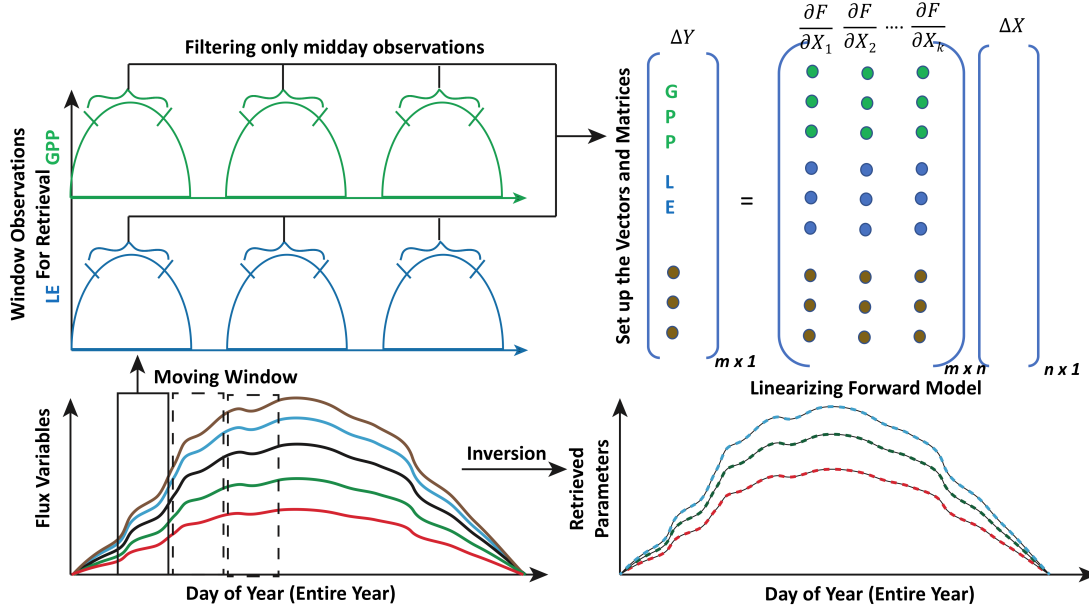 Filtering only midday observations
Window Observations
For Retrieval
GPP
LE
Set up the Vectors and Matrices
ΔY
G
P
P
L
E
m x 1
=
∂F ∂F ···· ∂F
∂X₁ ∂X₂ ∂Xₖ
m x n
ΔX
n x 1
Linearizing Forward Model
Moving Window
Flux Variables
Day of Year (Entire Year)
Inversion
Retrieved
Parameters
Day of Year (Entire Year)